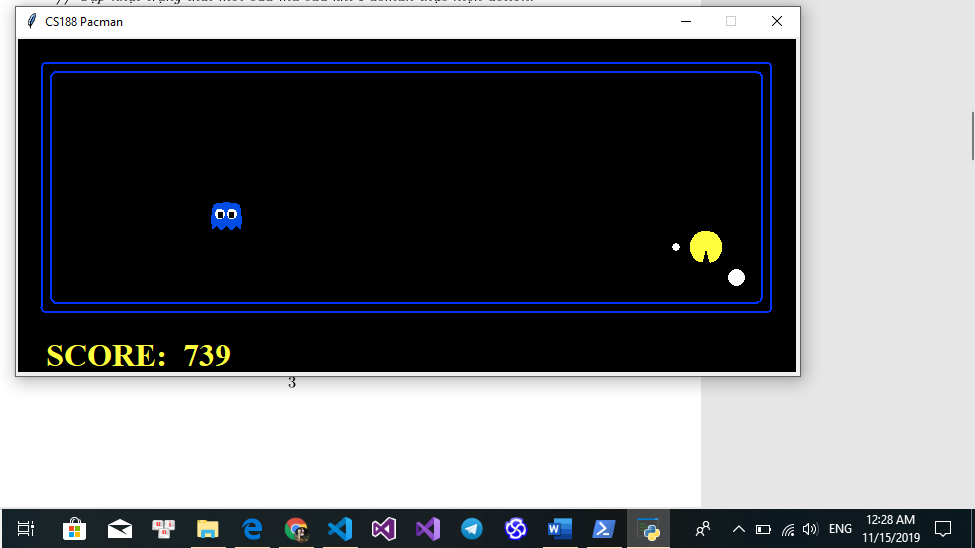 CS188 Pacman
SCORE: 739
3
ENG
12:28 AM
11/15/2019